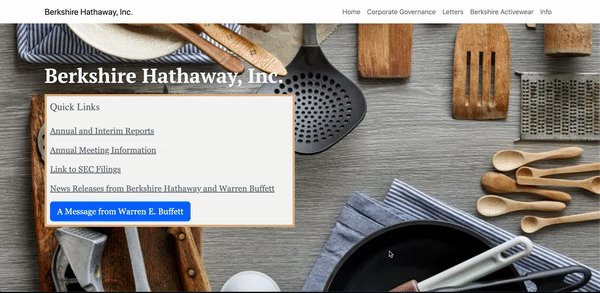 Berkshire Hathaway, Inc.
Home Corporate Governance Letters Berkshire Activewear Info
Berkshire Hathaway, Inc.
Quick Links
Annual and Interim Reports
Annual Meeting Information
Link to SEC Filings
News Releases from Berkshire Hathaway and Warren Buffett
A Message from Warren E. Buffett